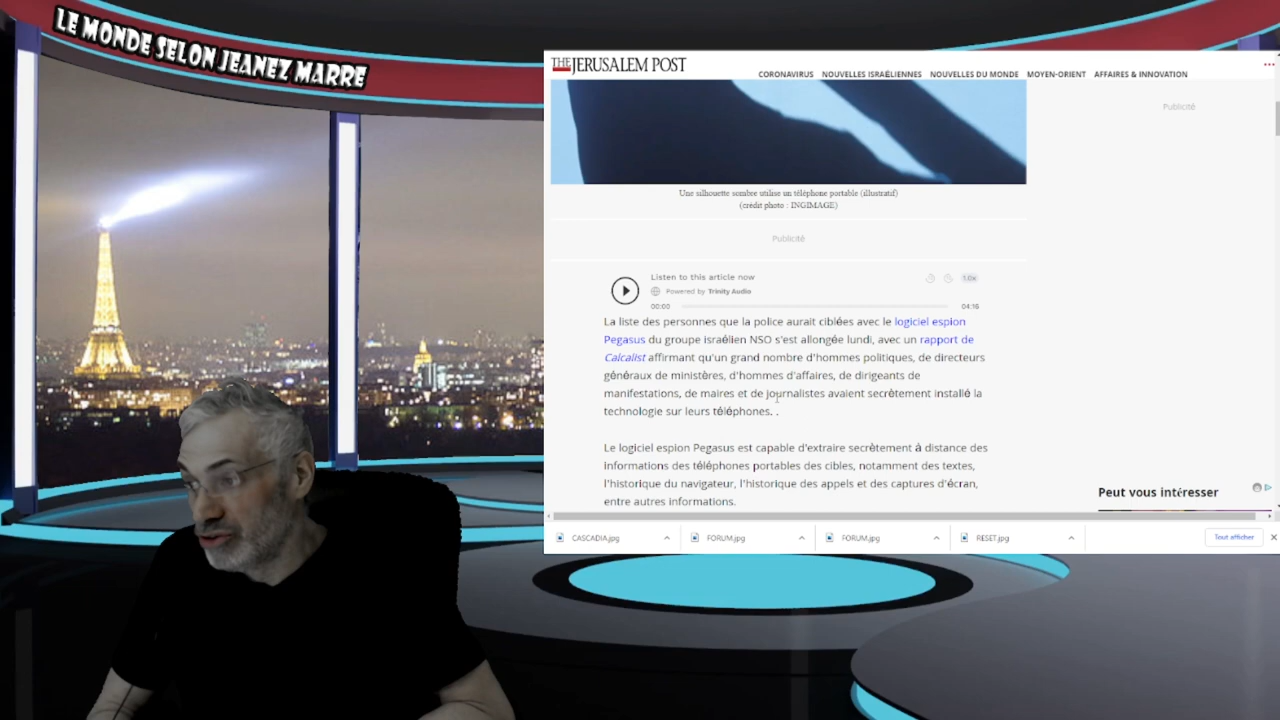 LE MONDE SELON JEANEZ MARRE
THE JERUSALEM POST
CORONAVIRUS NOUVELLES ISRAÉLIENNES NOUVELLES DU MONDE MOYEN-ORIENT AFFAIRES & INNOVATION
Publicité
Une silhouette sombre utilise un téléphone portable (illustratif)
(crédit photo : INGIMAGE)
Publicité
Listen to this article now
Powered by Trinity Audio
1.0x
00:00 04:16
La liste des personnes que la police aurait ciblées avec le logiciel espion
Pegasus du groupe israélien NSO s'est allongée lundi, avec un rapport de
Calcalist affirmant qu'un grand nombre d'hommes politiques, de directeurs
généraux de ministères, d'hommes d'affaires, de dirigeants de
manifestations, de maires et de journalistes avaient secrètement installé la
technologie sur leurs téléphones. .
Le logiciel espion Pegasus est capable d'extraire secrètement à distance des
informations des téléphones portables des cibles, notamment des textes,
l'historique du navigateur, l'historique des appels et des captures d'écran,
entre autres informations.
Peut vous intéresser
CASCADIA.jpg FORUM.jpg FORUM.jpg RESET.jpg Tout afficher